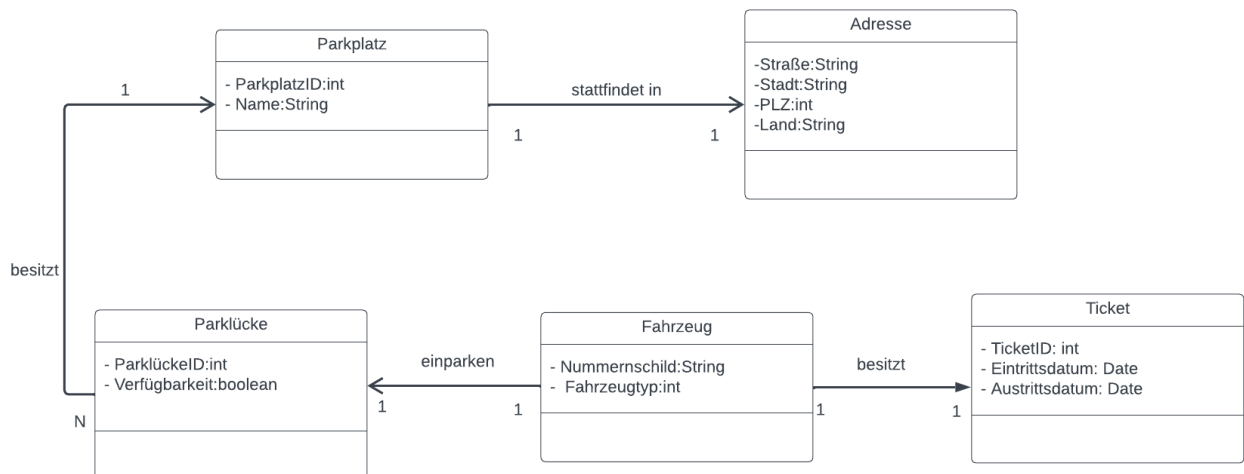 Parkplatz
- ParkplatzID:int
- Name:String
1
stattfindet in
1
1
Adresse
-Straße:String
-Stadt:String
-PLZ:int
-Land:String
besitzt
N
Parklücke
- ParklückeID:int
- Verfügbarkeit:boolean
einparken
1
1
Fahrzeug
- Nummernschild:String
- Fahrzeugtyp:int
besitzt
1
1
Ticket
- TicketID: int
- Eintrittsdatum: Date
- Austrittsdatum: Date